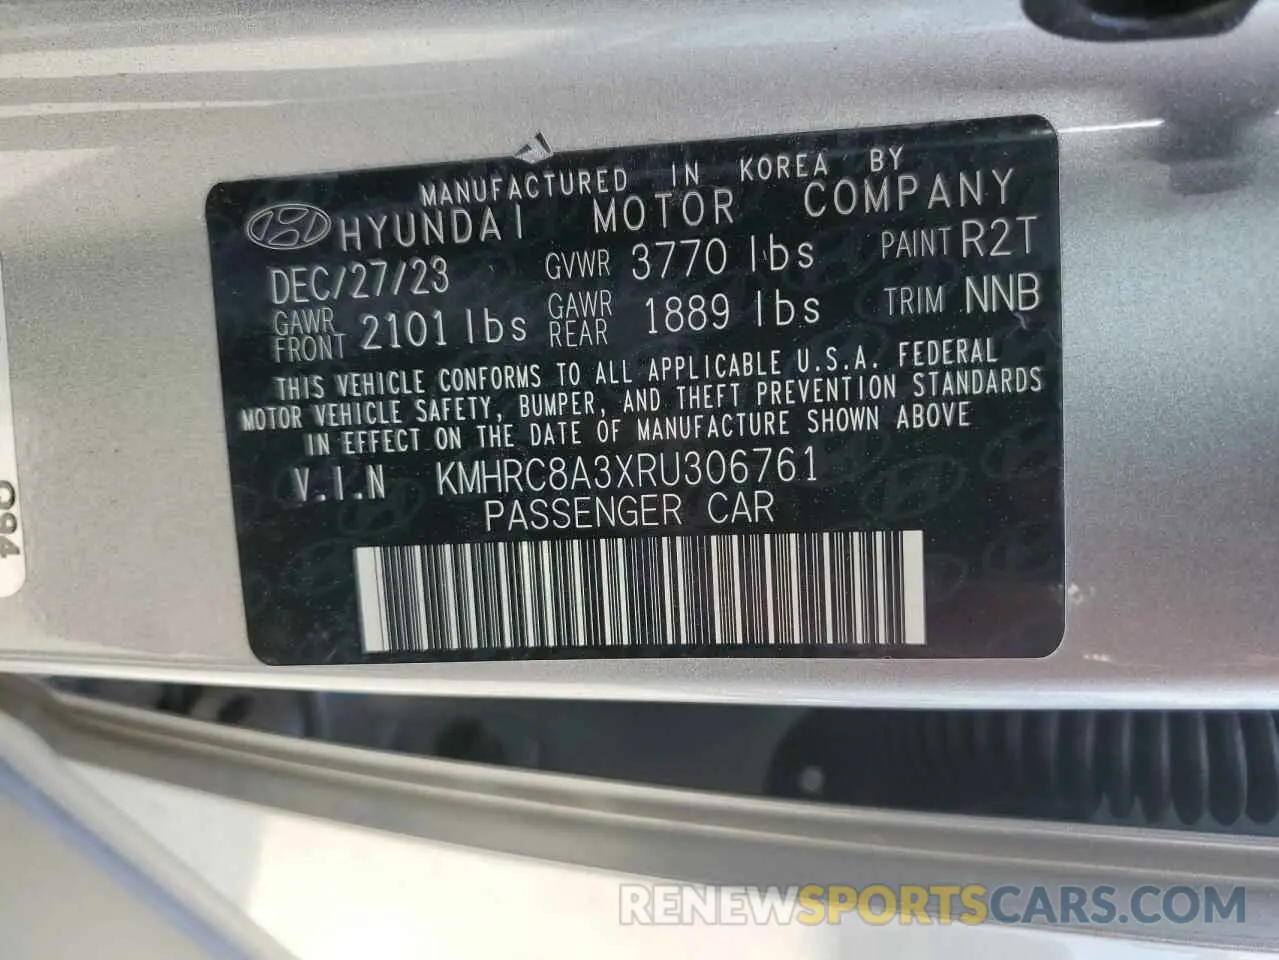 MANUFACTURED IN KOREA BY
HYUNDAI MOTOR COMPANY
DEC/27/23 GVWR 3770 lbs PAINT R2T
GAWR FRONT 2101 lbs GAWR REAR 1889 lbs TRIM NNB
THIS VEHICLE CONFORMS TO ALL APPLICABLE U.S.A. FEDERAL
MOTOR VEHICLE SAFETY, BUMPER, AND THEFT PREVENTION STANDARDS
IN EFFECT ON THE DATE OF MANUFACTURE SHOWN ABOVE
V.I.N KMHRC8A3XRU306761
PASSENGER CAR
C94
RENEWSPORTSCARS.COM